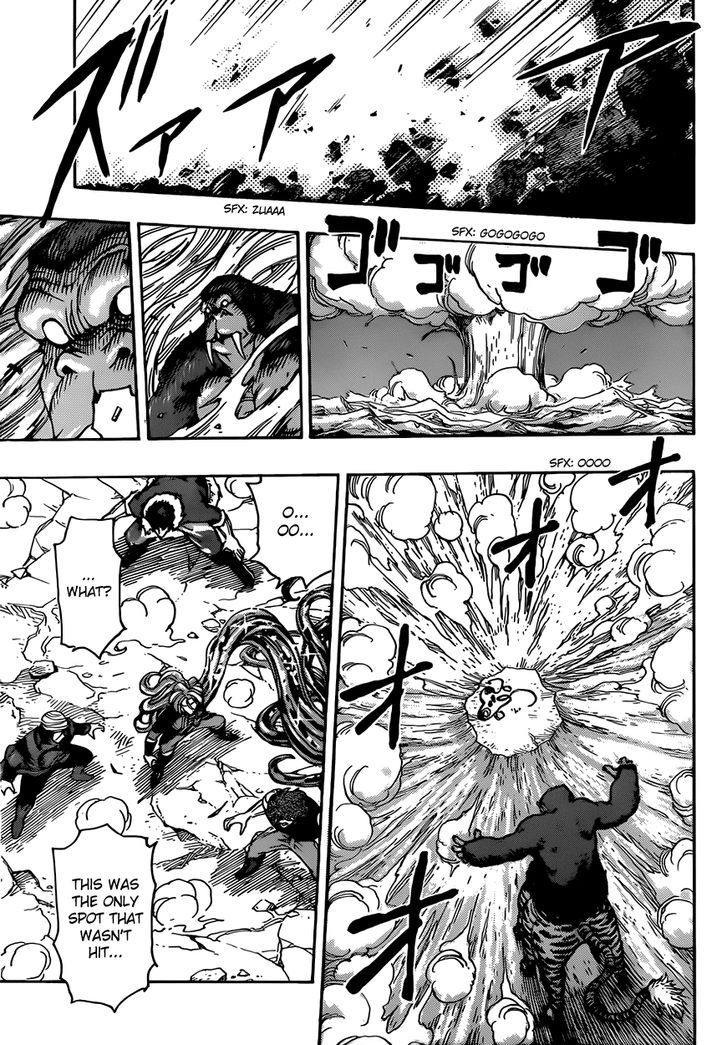 ズァアア
SFX: ZUAAA
ゴゴゴゴ
SFX: GOGOGOGO
!
SFX: OOOO
オオオオ
O...
OO...
...
WHAT?
THIS WAS
THE ONLY
SPOT THAT
WASN'T
HIT...